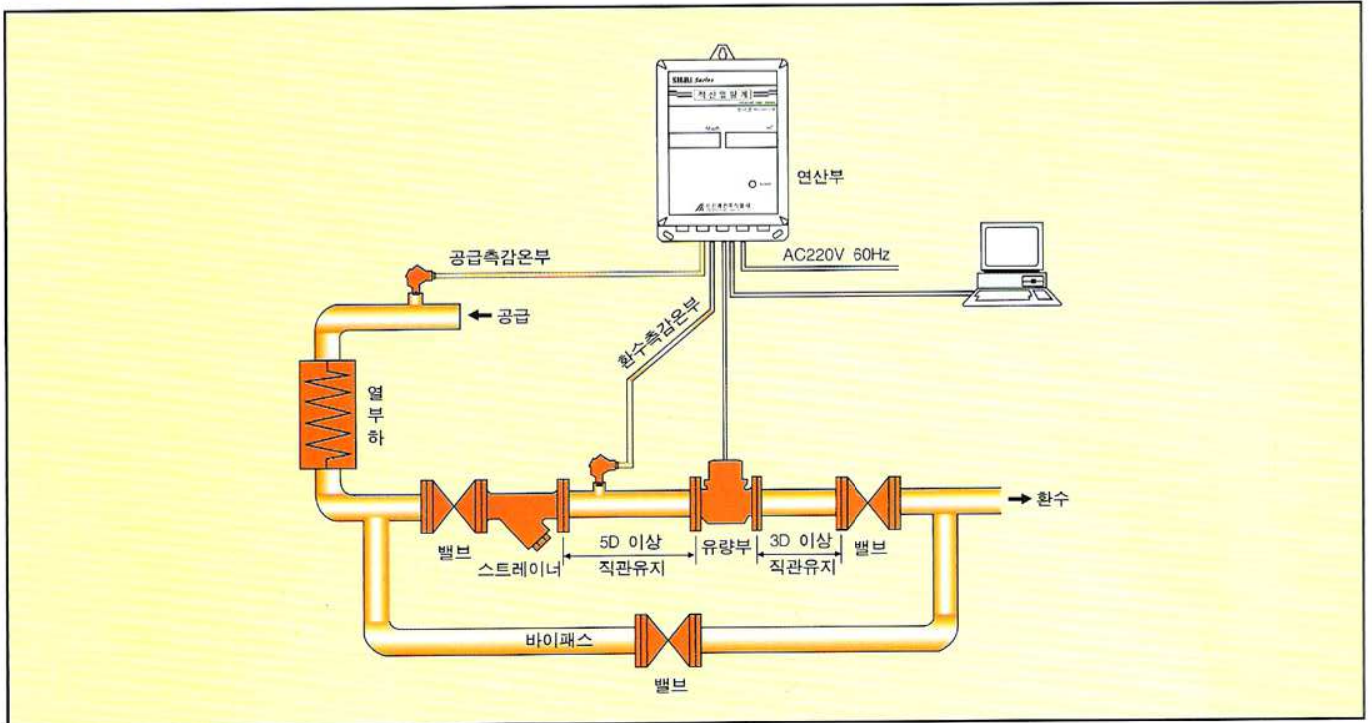 Series
적산열량계
연산부
공급측감온부
AC220V 60Hz
공급
환수측감온부
열부하
환수
5D 이상
유량부
3D 이상
밸브
밸브
스트레이너
직관유지
직관유지
바이패스
밸브